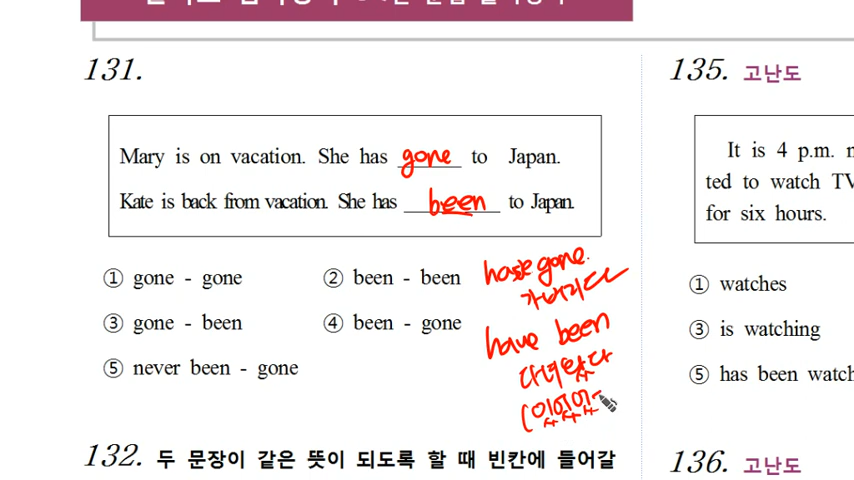 131.
Mary is on vacation. She has gone to Japan.
Kate is back from vacation. She has been to Japan.
① gone - gone
② been - been
③ gone - been
④ been - gone
⑤ never been - gone
gone.
가버리다
have been
다녀왔다
132. 두 문장이 같은 뜻이 되도록 할 때 빈칸에 들어갈
135. 고난도
It is 4 p.m.
ted to watch TV
for six hours.
① watches
③ is watching
⑤ has been watch
136. 고난도